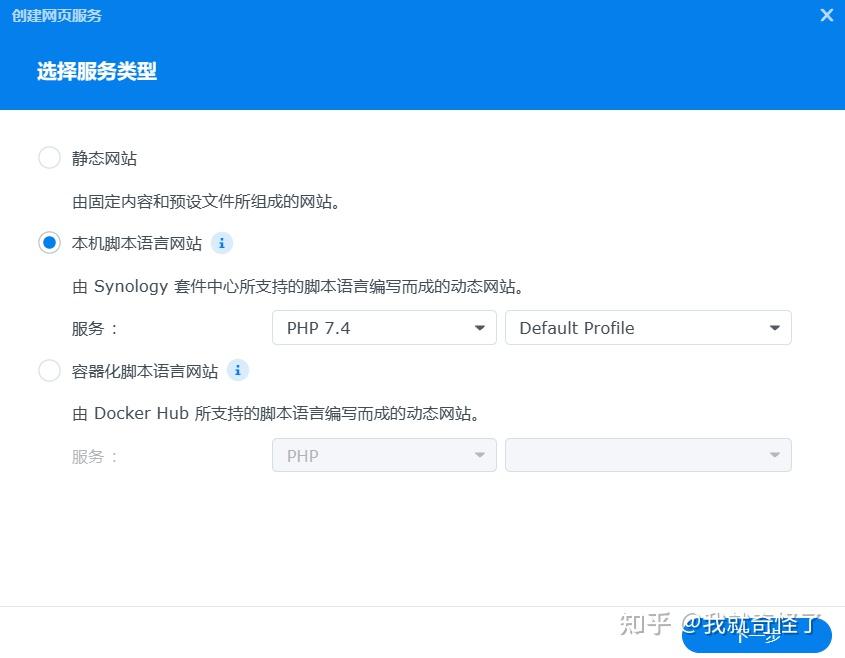 创建网页服务
选择服务类型
静态网站
由固定内容和预设文件所组成的网站。
本机脚本语言网站
由 Synology 套件中心所支持的脚本语言编写而成的动态网站。
服务： PHP 7.4 Default Profile
容器化脚本语言网站
由 Docker Hub 所支持的脚本语言编写而成的动态网站。
服务： PHP
知乎 @我就奇怪了
下一步